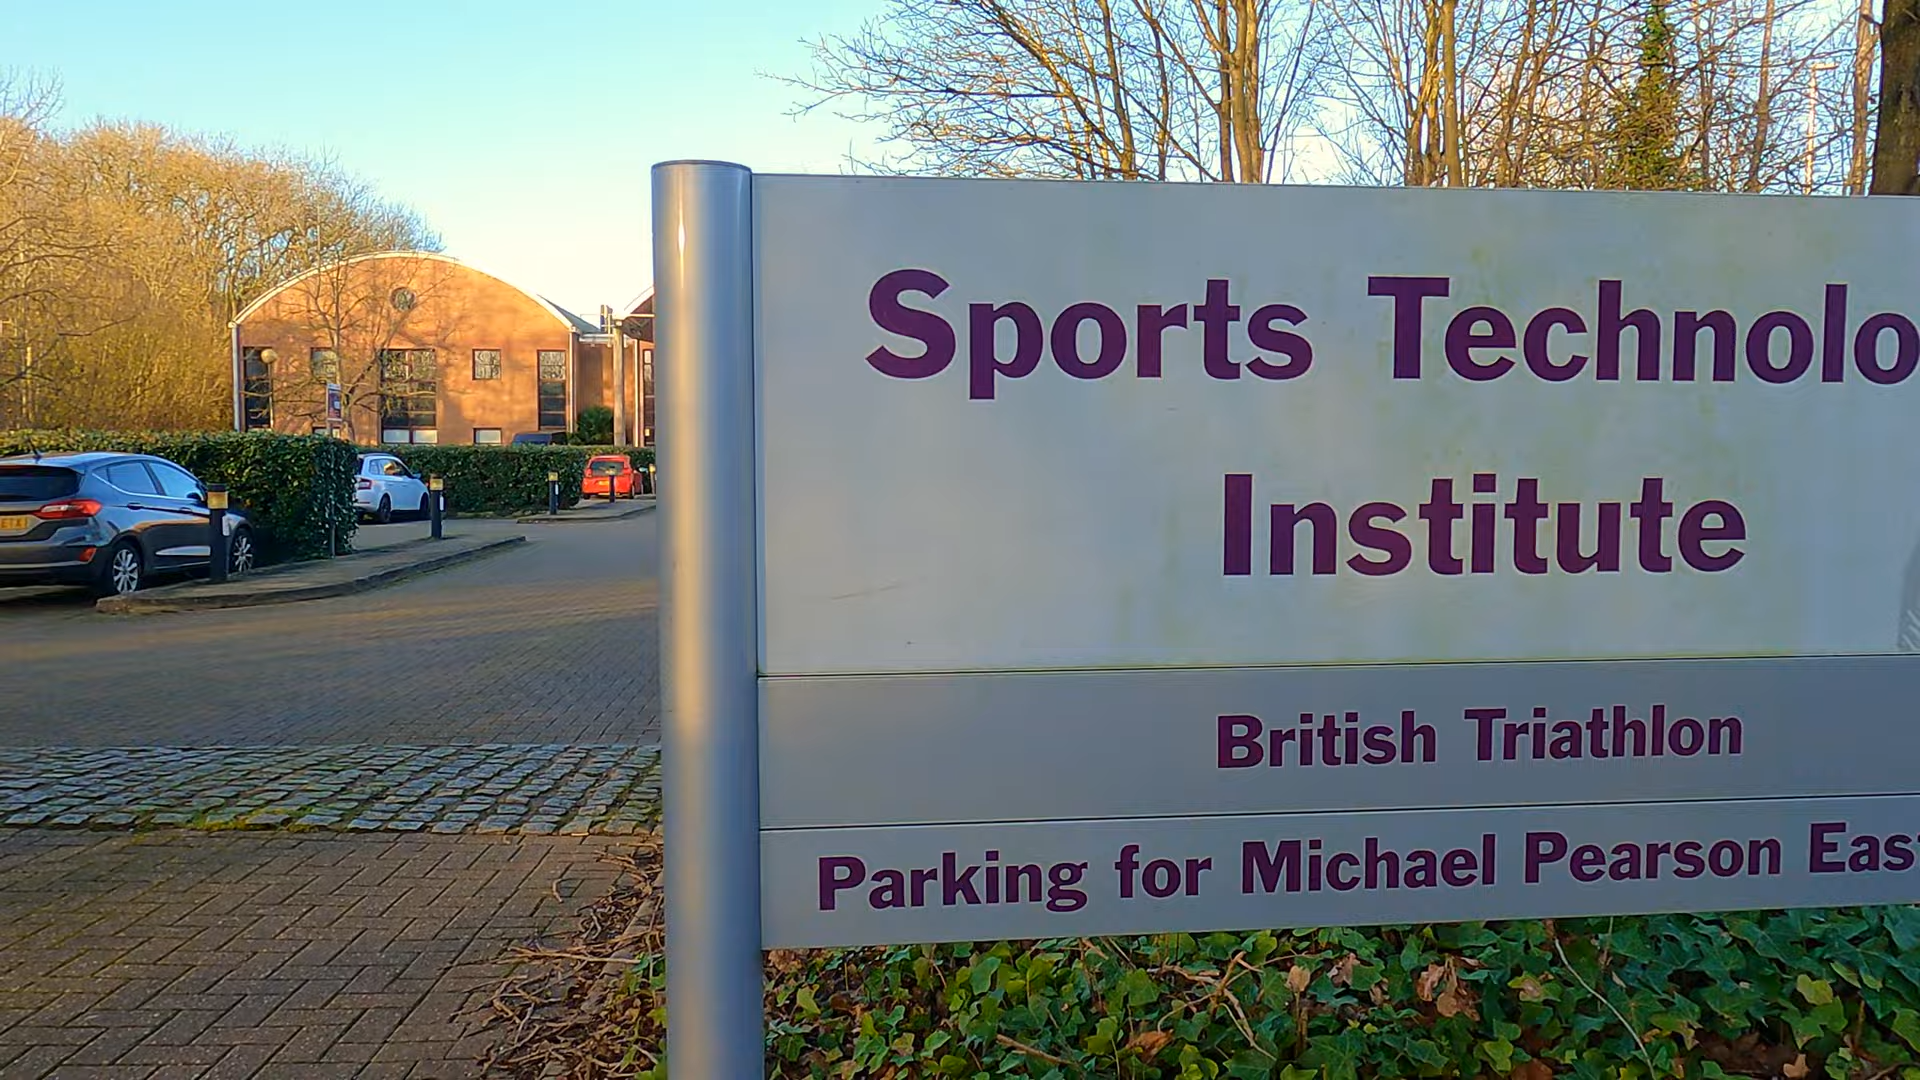 Sports Technolo
Institute
British Triathlon
Parking for Michael Pearson Eas